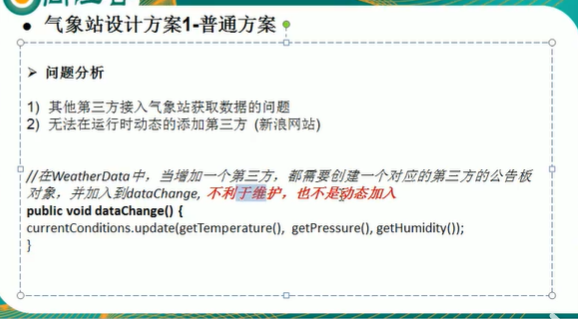 ● 气象站设计方案1-普通方案
➢ 问题分析
1) 其他第三方接入气象站获取数据的问题
2) 无法在运行时动态的添加第三方 (新浪网站)
//在WeatherData中，当增加一个第三方，都需要创建一个对应的第三方的公告板
对象，并加入到dataChange, 不利于维护，也不是动态加入
public void dataChange() {
currentConditions.update(getTemperature(), getPressure(), getHumidity());
}